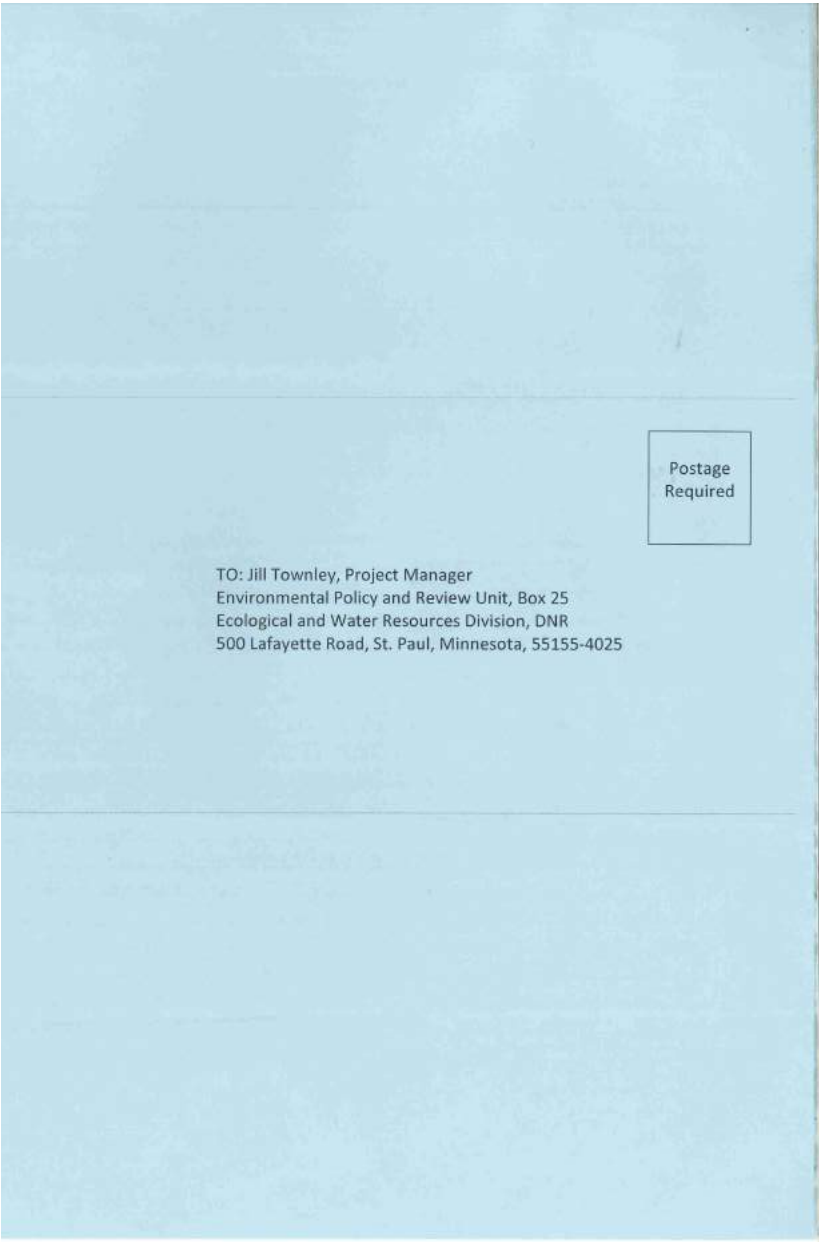 Postage
Required
TO: Jill Townley, Project Manager
Environmental Policy and Review Unit, Box 25
Ecological and Water Resources Division, DNR
500 Lafayette Road, St. Paul, Minnesota, 55155-4025